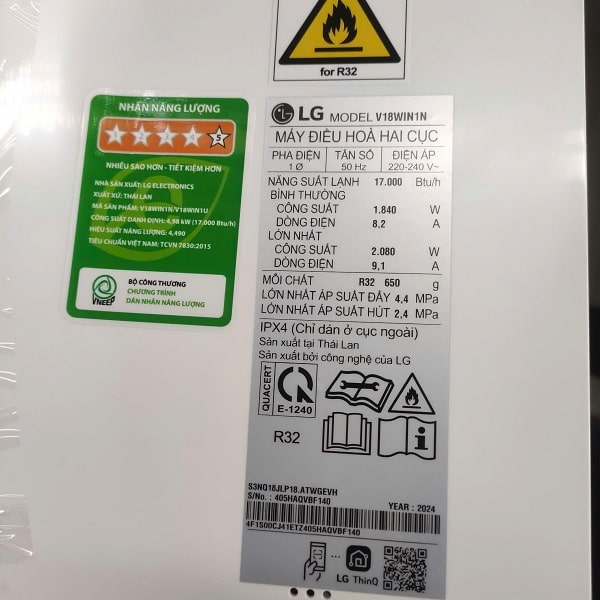 for R32
NHÃN NĂNG LƯỢNG
1 2 3 4 5
NHIỀU SAO HƠN - TIẾT KIỆM HƠN
NHÀ SẢN XUẤT: LG ELECTRONICS
XUẤT XỨ: THÁI LAN
MÃ SẢN PHẨM: V18WIN1N/V18WIN1U
CÔNG SUẤT DANH ĐỊNH: 4,98 kW (17.000 Btu/h)
HIỆU SUẤT NĂNG LƯỢNG: 4,490
TIÊU CHUẨN VIỆT NAM: TCVN 7830:2015
VNEEP
BỘ CÔNG THƯƠNG
CHƯƠNG TRÌNH
DÁN NHÃN NĂNG LƯỢNG
LG MODEL V18WIN1N
MÁY ĐIỀU HOÀ HAI CỤC
PHA ĐIỆN TẦN SỐ ĐIỆN ÁP
1 Ø 50 Hz 220-240 V~
NĂNG SUẤT LẠNH 17.000 Btu/h
BÌNH THƯỜNG
CÔNG SUẤT 1.840 W
DÒNG ĐIỆN 8,2 A
LỚN NHẤT
CÔNG SUẤT 2.080 W
DÒNG ĐIỆN 9,1 A
MÔI CHẤT R32 650 g
LỚN NHẤT ÁP SUẤT ĐẨY 4,4 MPa
LỚN NHẤT ÁP SUẤT HÚT 2,4 MPa
IPX4 (Chỉ dán ở cục ngoài)
Sản xuất tại Thái Lan
Sản xuất bởi công nghệ của LG
QUACERT
E-1240
R32
S3NQ18JLP18.ATWGEVH
S/No. : 405HAQVBF140
YEAR : 2024
4F1S00CJ41ETZ405HAQVBF140
LG ThinQ